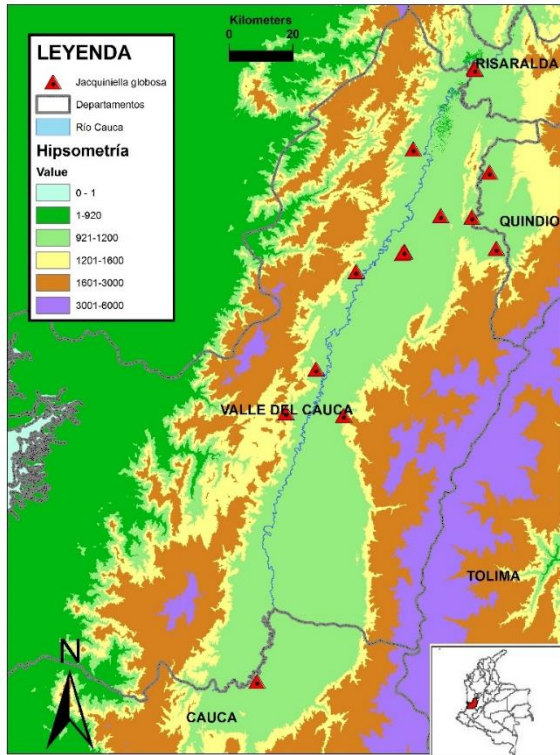 Kilometers
0 20
LEYENDA
Jacquiniella globosa
Departamentos
Río Cauca
Hipsometría
Value
0 - 1
1-920
921-1200
1201-1600
1601-3000
3001-6000
RISARALDA
QUINDIO
VALLE DEL CAUCA
TOLIMA
N
CAUCA